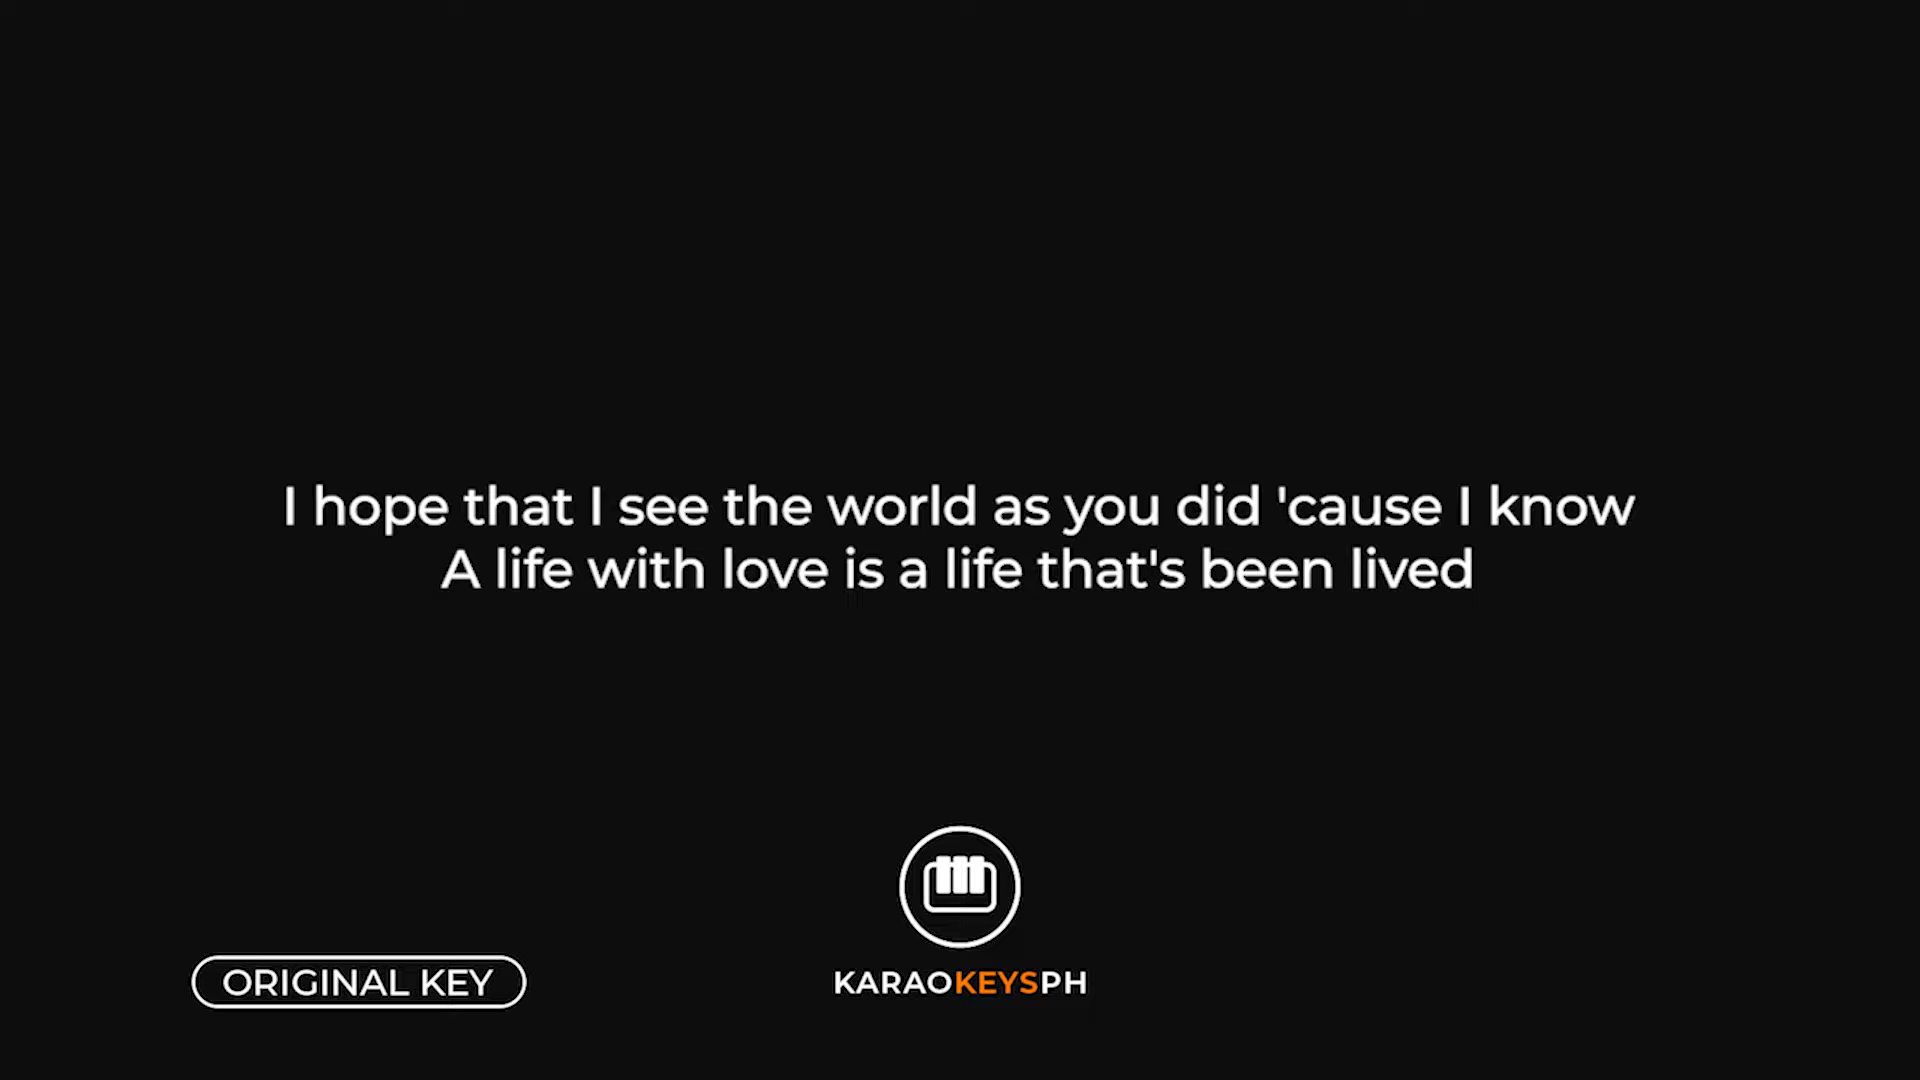 I hope that I see the world as you did 'cause I know
A life with love is a life that's been lived
ORIGINAL KEY
KARAOKEYSPH